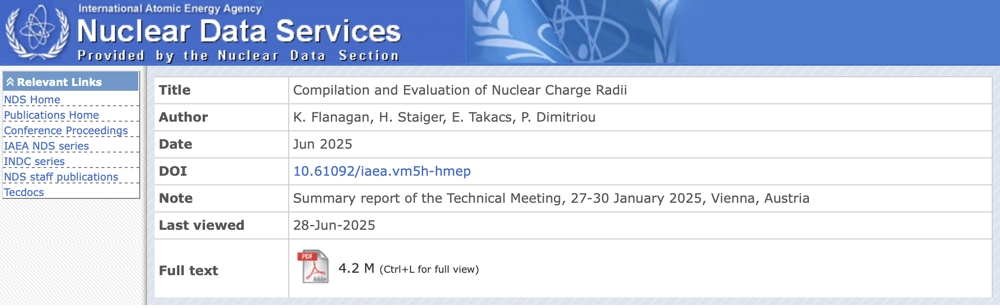 International Atomic Energy Agency
Nuclear Data Services
Provided by the Nuclear Data Section
Relevant Links
NDS Home
Publications Home
Conference Proceedings
IAEA NDS series
INDC series
NDS staff publications
Tecdocs
Title Compilation and Evaluation of Nuclear Charge Radii
Author K. Flanagan, H. Staiger, E. Takacs, P. Dimitriou
Date Jun 2025
DOI 10.61092/iaea.vm5h-hmep
Note Summary report of the Technical Meeting, 27-30 January 2025, Vienna, Austria
Last viewed 28-Jun-2025
Full text PDF Adobe 4.2 M (Ctrl+L for full view)